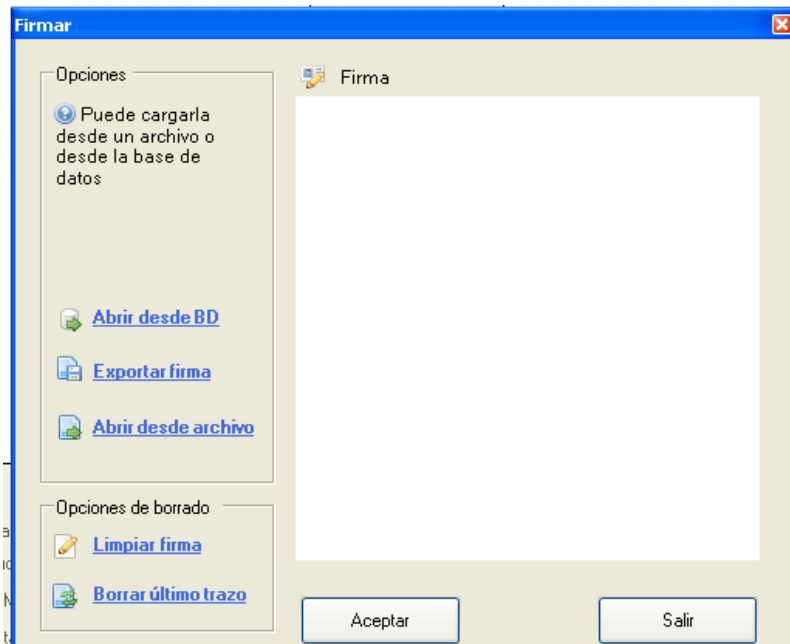 Firmar
Opciones
Puede cargarla
desde un archivo o
desde la base de
datos
Abrir desde BD
Exportar firma
Abrir desde archivo
Opciones de borrado
Limpiar firma
Borrar último trazo
Firma
Aceptar
Salir